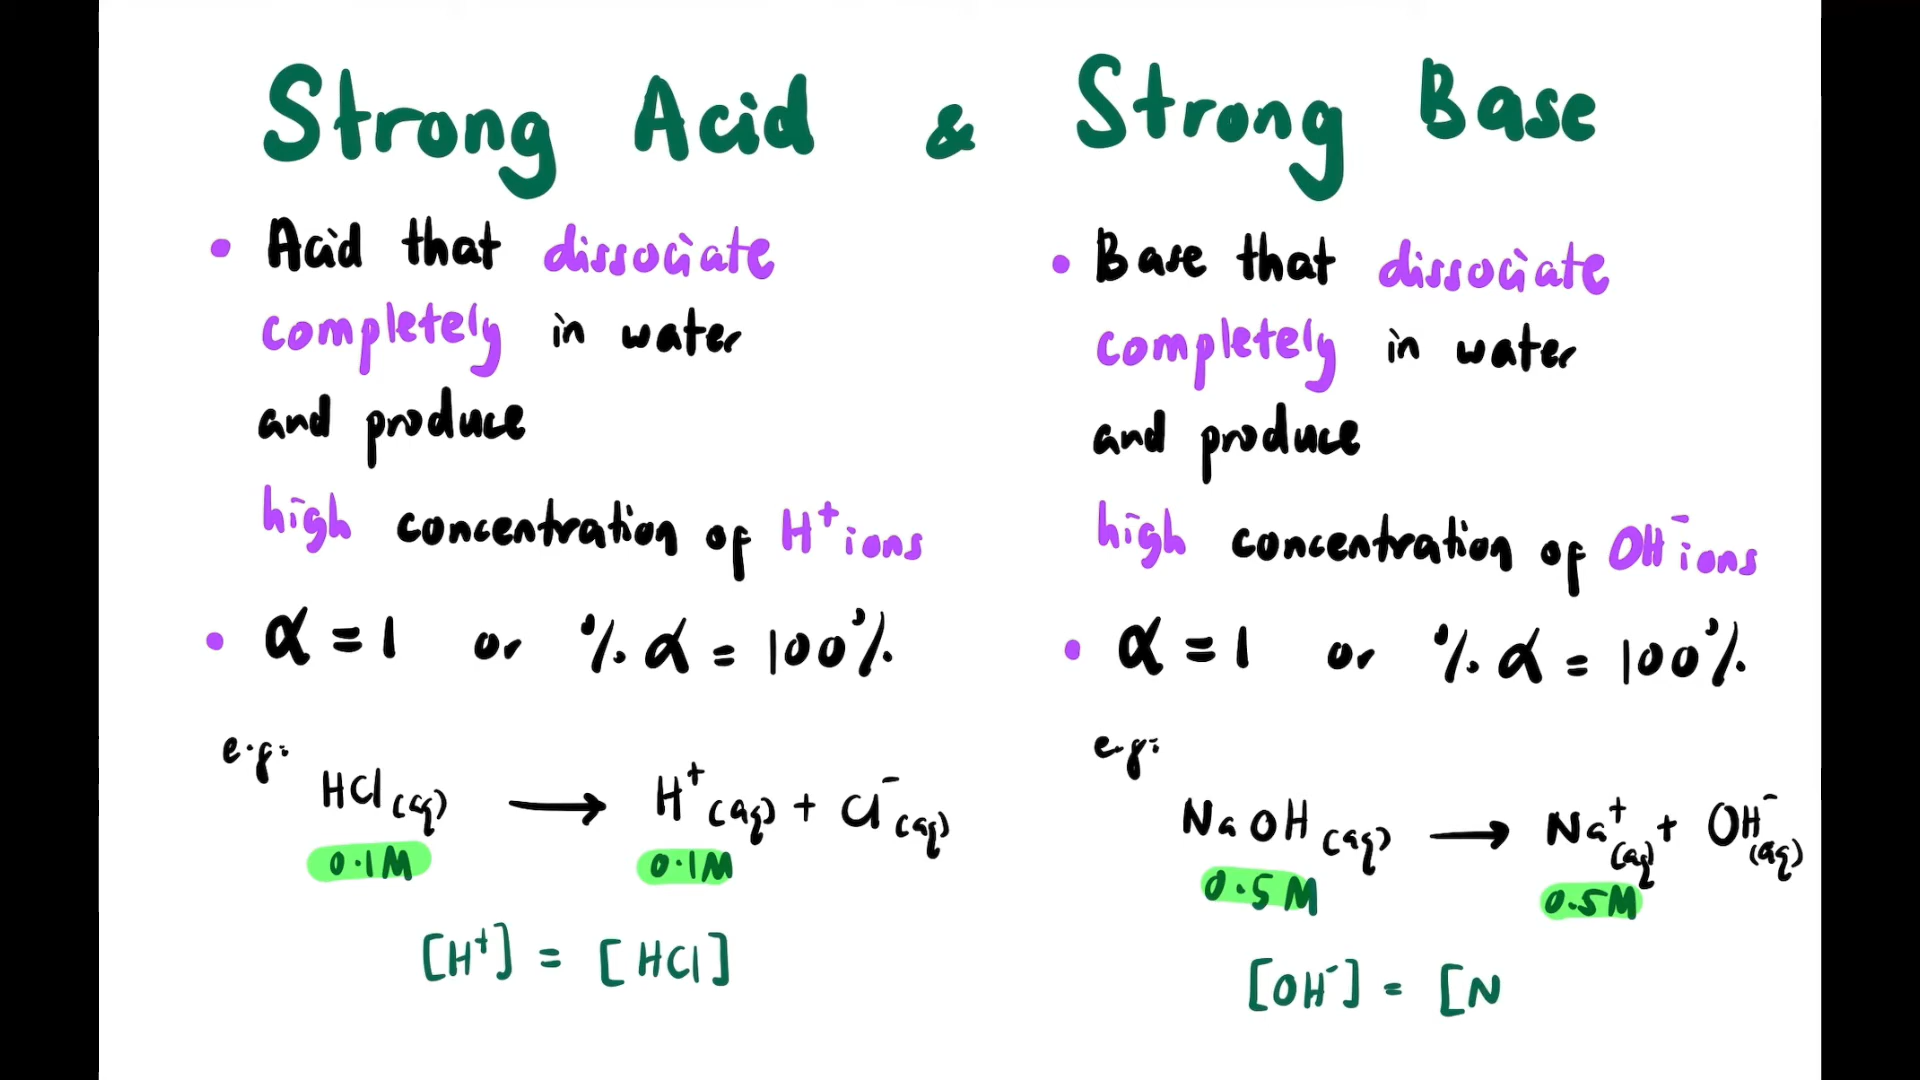 Strong Acid & Strong Base
• Acid that dissociate
completely in water
and produce
high concentration of H⁺ ions
• α = 1 or % α = 100%
e.g:
HCl(aq) ⟶ H⁺(aq) + Cl⁻(aq)
0.1M 0.1M
[H⁺] = [HCl]
• Base that dissociate
completely in water
and produce
high concentration of OH⁻ ions
• α = 1 or % α = 100%
e.g:
NaOH(aq) ⟶ Na⁺(aq) + OH⁻(aq)
0.5M 0.5M
[OH⁻] = [N